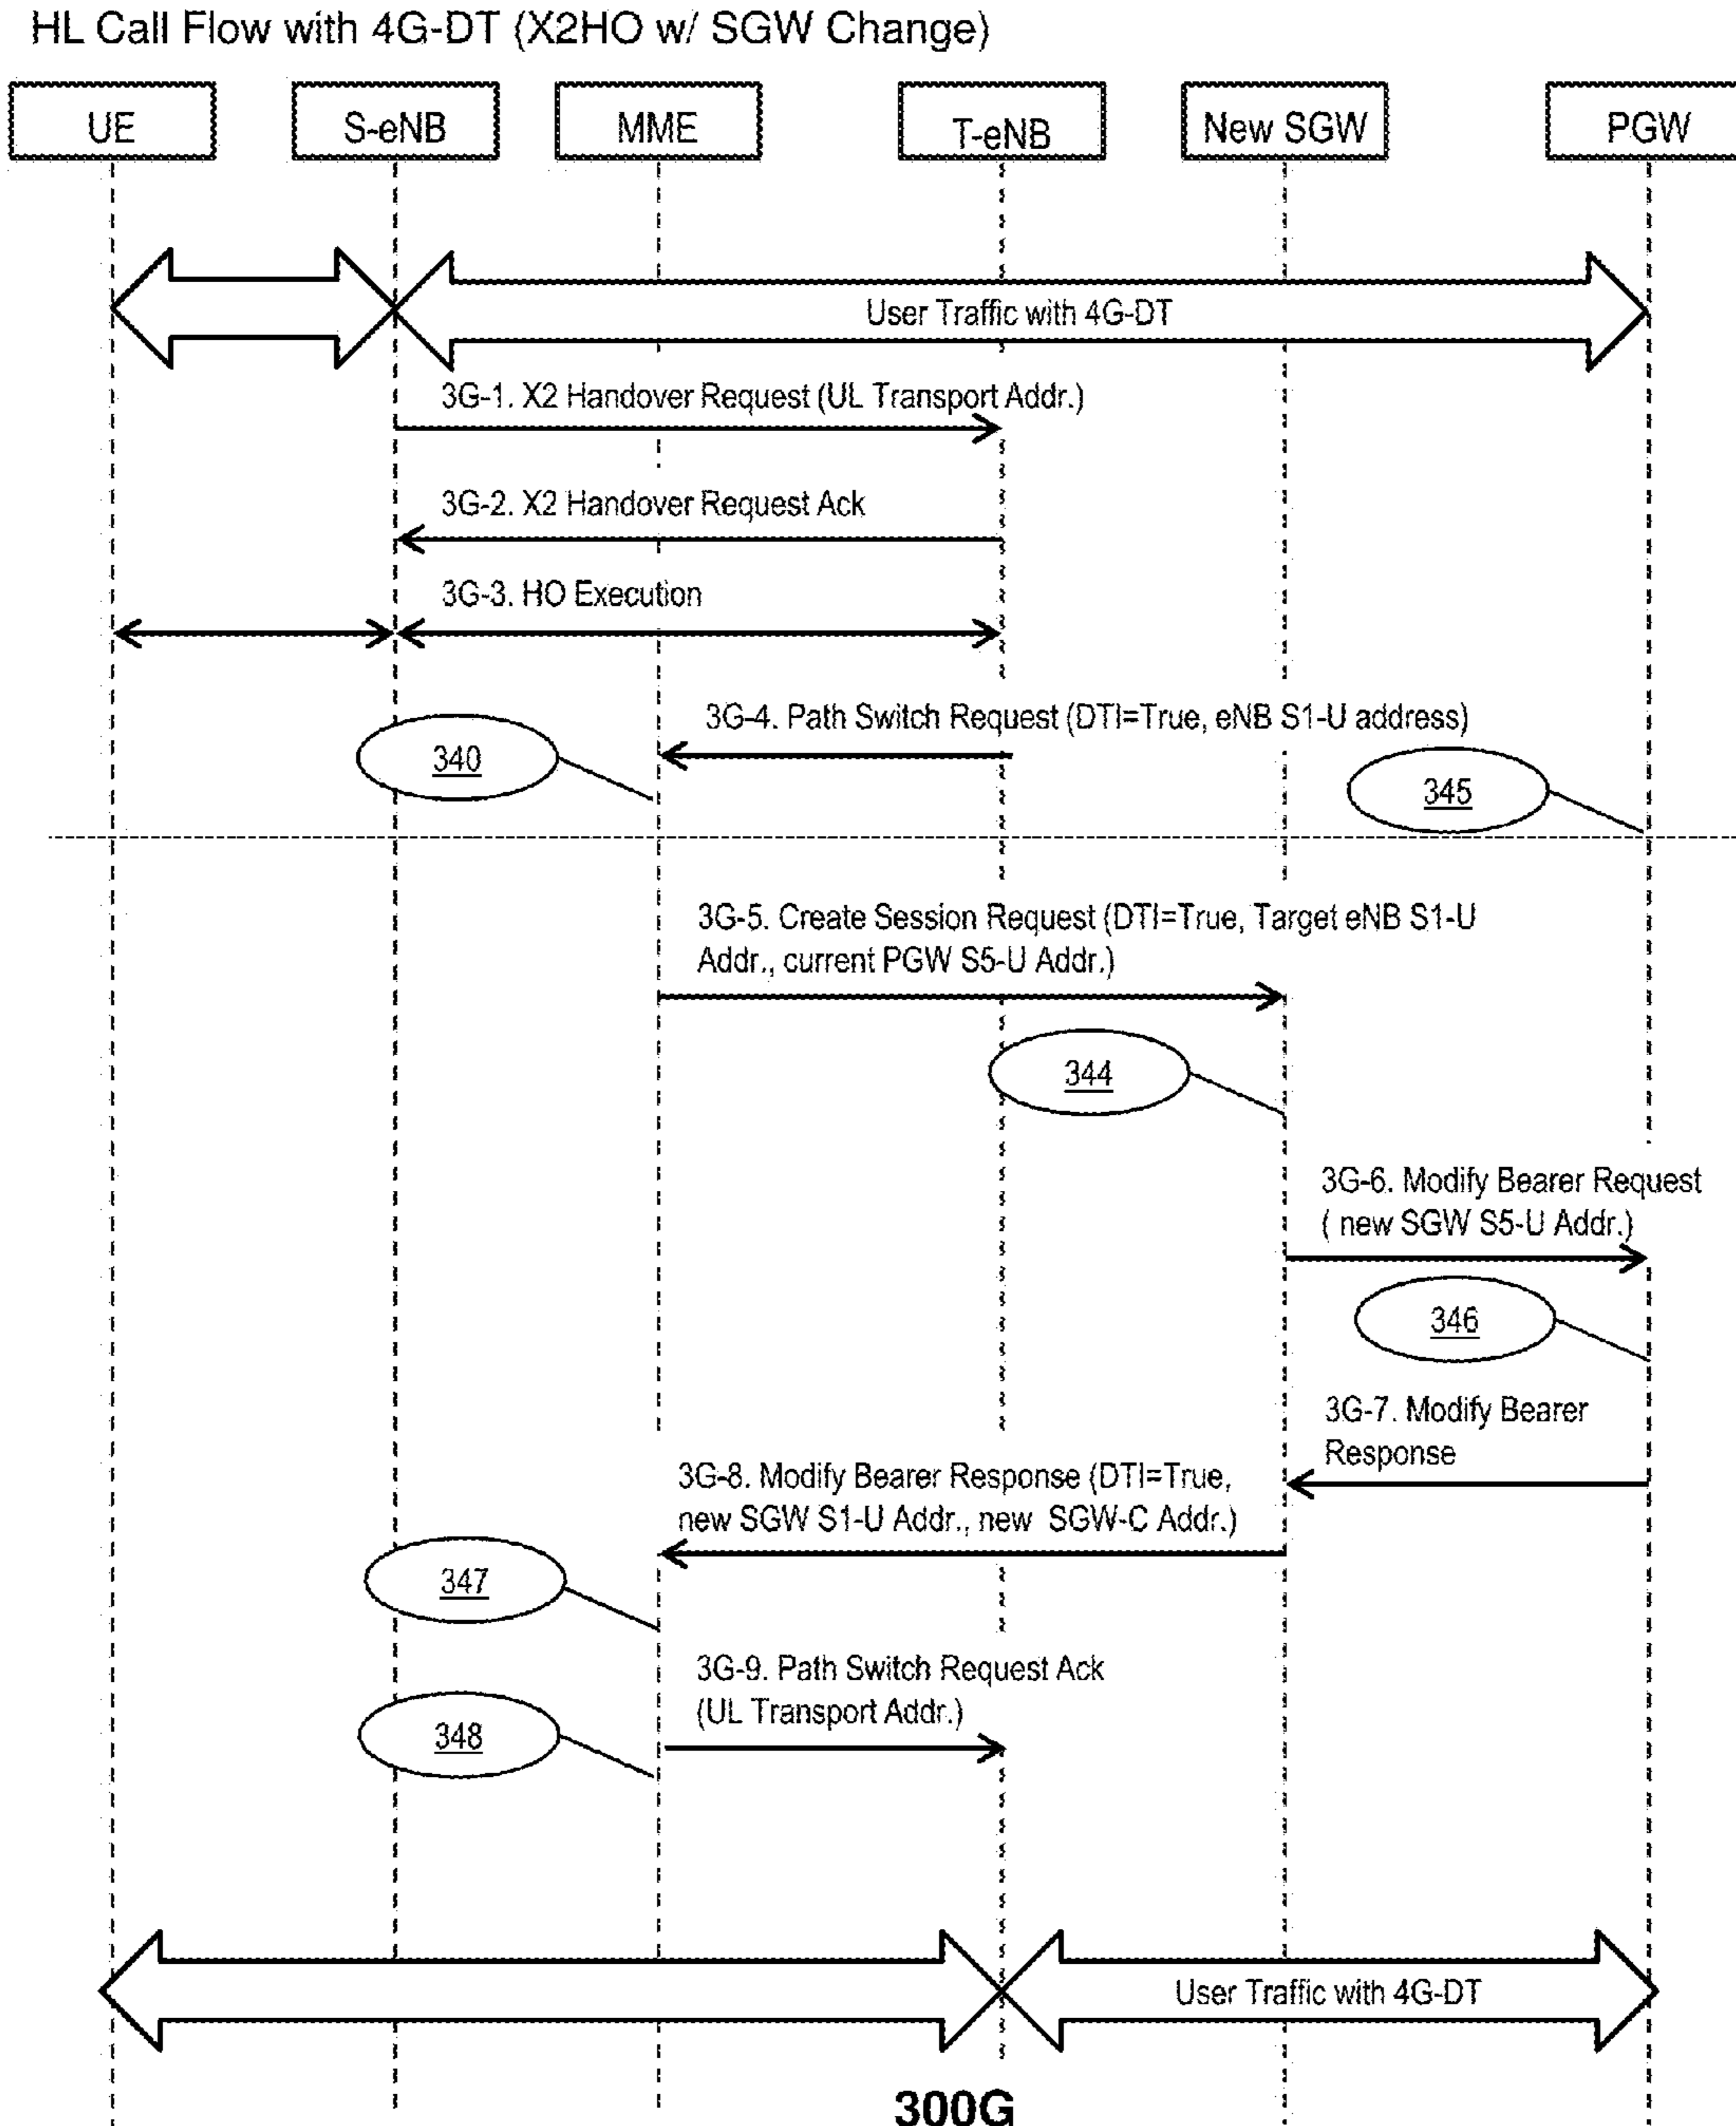 HL Call Flow with 4G-DT (X2HO w/ SGW Change)
UE
S-eNB
MME
T-eNB
New SGW
PGW
User Traffic with 4G-DT
3G-1. X2 Handover Request (UL Transport Addr.)
3G-2. X2 Handover Request Ack
3G-3. HO Execution
3G-4. Path Switch Request (DTI=True, eNB S1-U address)
340
345
3G-5. Create Session Request (DTI=True, Target eNB S1-U
Addr., current PGW S5-U Addr.)
344
3G-6. Modify Bearer Request
( new SGW S5-U Addr.)
346
3G-7. Modify Bearer
Response
3G-8. Modify Bearer Response (DTI=True,
new SGW S1-U Addr., new SGW-C Addr.)
347
3G-9. Path Switch Request Ack
(UL Transport Addr.)
348
User Traffic with 4G-DT
300G